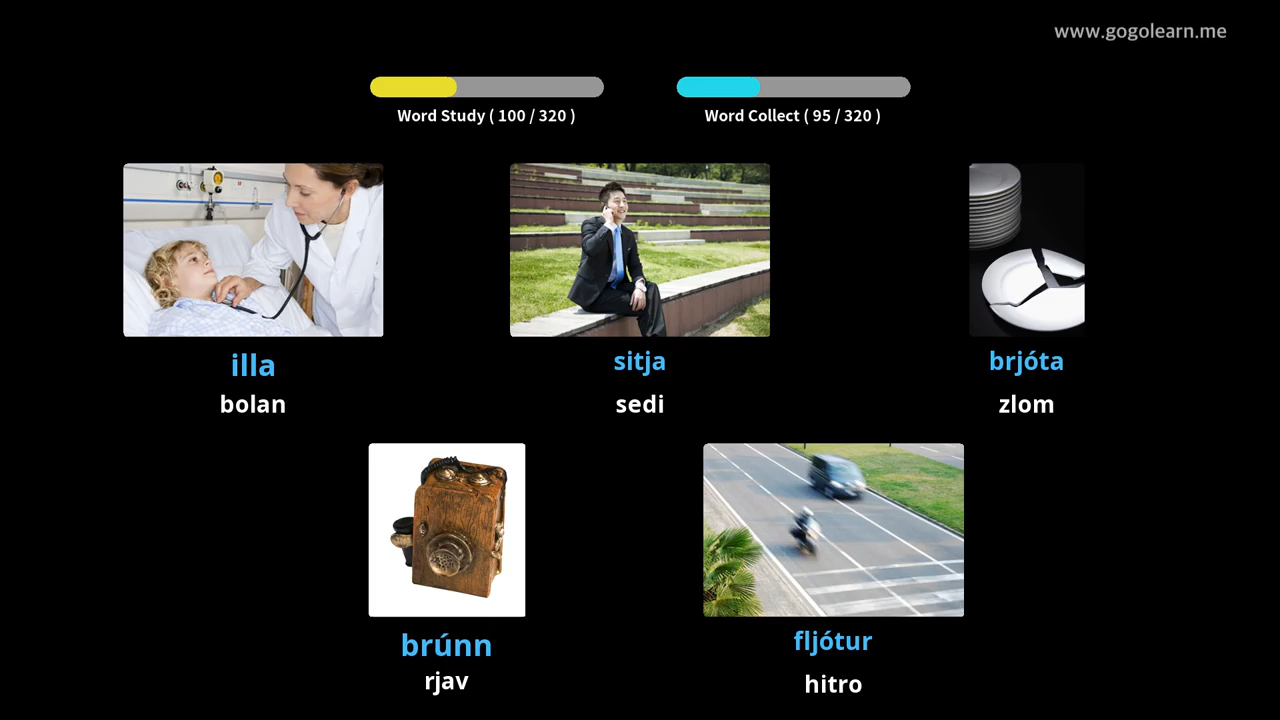 www.gogolearn.me
Word Study ( 100 / 320 )
Word Collect ( 95 / 320 )
illa
bolan
sitja
sedi
brjóta
zlom
brúnn
rjav
fljótur
hitro